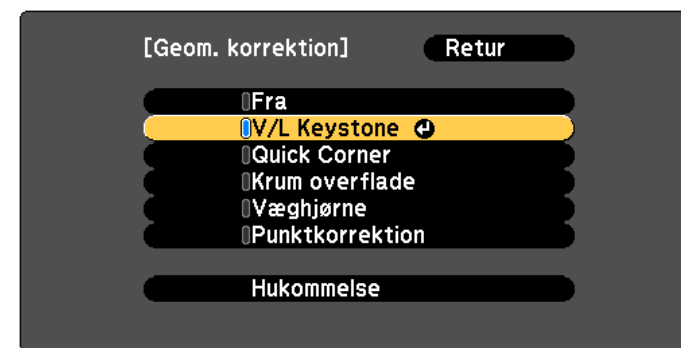 [Geom. korrektion] Retur
Fra
V/L Keystone
Quick Corner
Krum overflade
Væghjørne
Punktkorrektion
Hukommelse